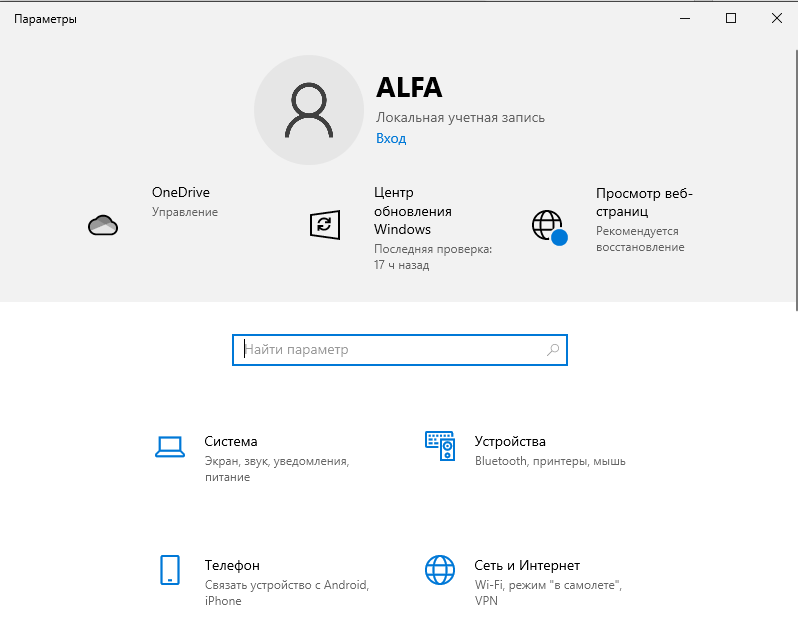 Параметры
ALFA
Локальная учетная запись
Вход
OneDrive
Управление
Центр
обновления
Windows
Последняя проверка:
17 ч назад
Просмотр веб-
страниц
Рекомендуется
восстановление
Найти параметр
Система
Экран, звук, уведомления,
питание
Устройства
Bluetooth, принтеры, мышь
Телефон
Связать устройство с Android,
iPhone
Сеть и Интернет
Wi-Fi, режим "в самолете",
VPN